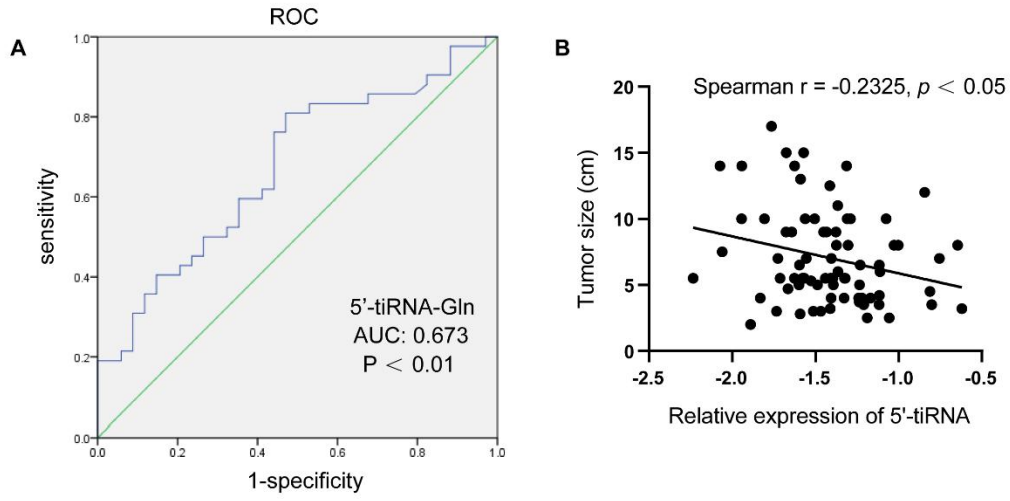 A
ROC
sensitivity
1.0
0.8
0.6
0.4
0.2
0.0
5'-tiRNA-Gln
AUC: 0.673
P < 0.01
0.0 0.2 0.4 0.6 0.8 1.0
1-specificity
B
Spearman r = -0.2325, p < 0.05
Tumor size (cm)
20
15
10
5
0
-2.5 -2.0 -1.5 -1.0 -0.5
Relative expression of 5'-tiRNA